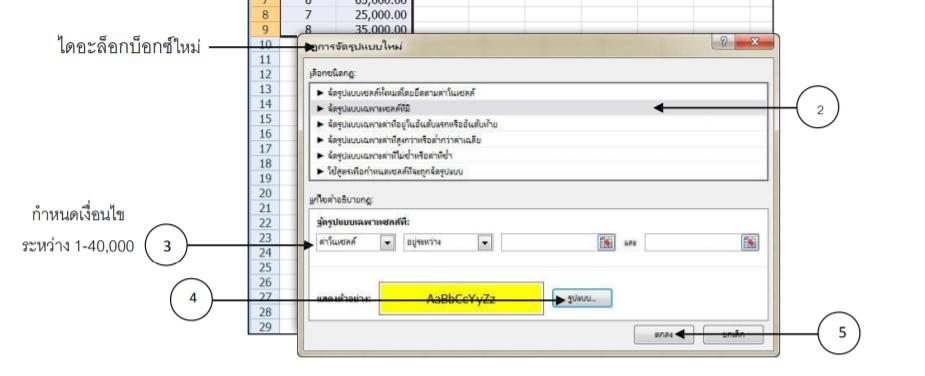 7 6 65,000.00
8 7 25,000.00
9 8 35,000.00
ไดอะล็อกบ็อกซ์ใหม่
10
การจัดรูปแบบใหม่
11
12 เลือกชนิดกฎ:
13 ► จัดรูปแบบเซลล์ทั้งหมดโดยยึดตามค่าในเซลล์
14 ► จัดรูปแบบเฉพาะเซลล์ที่มี
2
15 ► จัดรูปแบบเฉพาะค่าที่อยู่ในอันดับแรกหรืออันดับท้าย
16 ► จัดรูปแบบเฉพาะค่าที่สูงกว่าหรือต่ำกว่าค่าเฉลี่ย
17 ► จัดรูปแบบเฉพาะค่าที่ไม่ซ้ำหรือค่าที่ซ้ำ
18 ► ใช้สูตรเพื่อกำหนดเซลล์ที่จะถูกจัดรูปแบบ
19
20 แก้ไขคำอธิบายกฎ:
21
กำหนดเงื่อนไข
22 จัดรูปแบบเฉพาะเซลล์ที่:
ระหว่าง 1-40,000
3
23 ค่าในเซลล์ อยู่ระหว่าง และ
24
25
26
4
27 แสดงตัวอย่าง: AaBbCcYyZz รูปแบบ...
28
29 ตกลง ยกเลิก
5